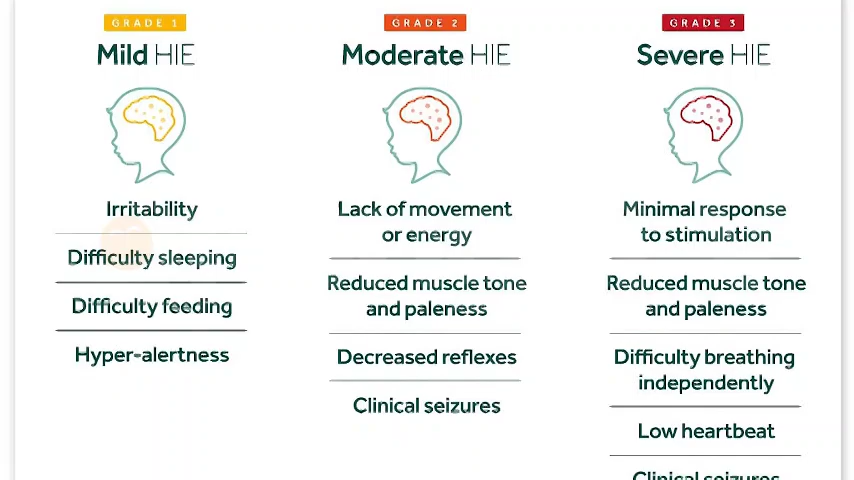 GRADE 1
Mild HIE
Irritability
Difficulty sleeping
Difficulty feeding
Hyper-alertness
GRADE 2
Moderate HIE
Lack of movement
or energy
Reduced muscle tone
and paleness
Decreased reflexes
Clinical seizures
GRADE 3
Severe HIE
Minimal response
to stimulation
Reduced muscle tone
and paleness
Difficulty breathing
independently
Low heartbeat
Clinical seizures